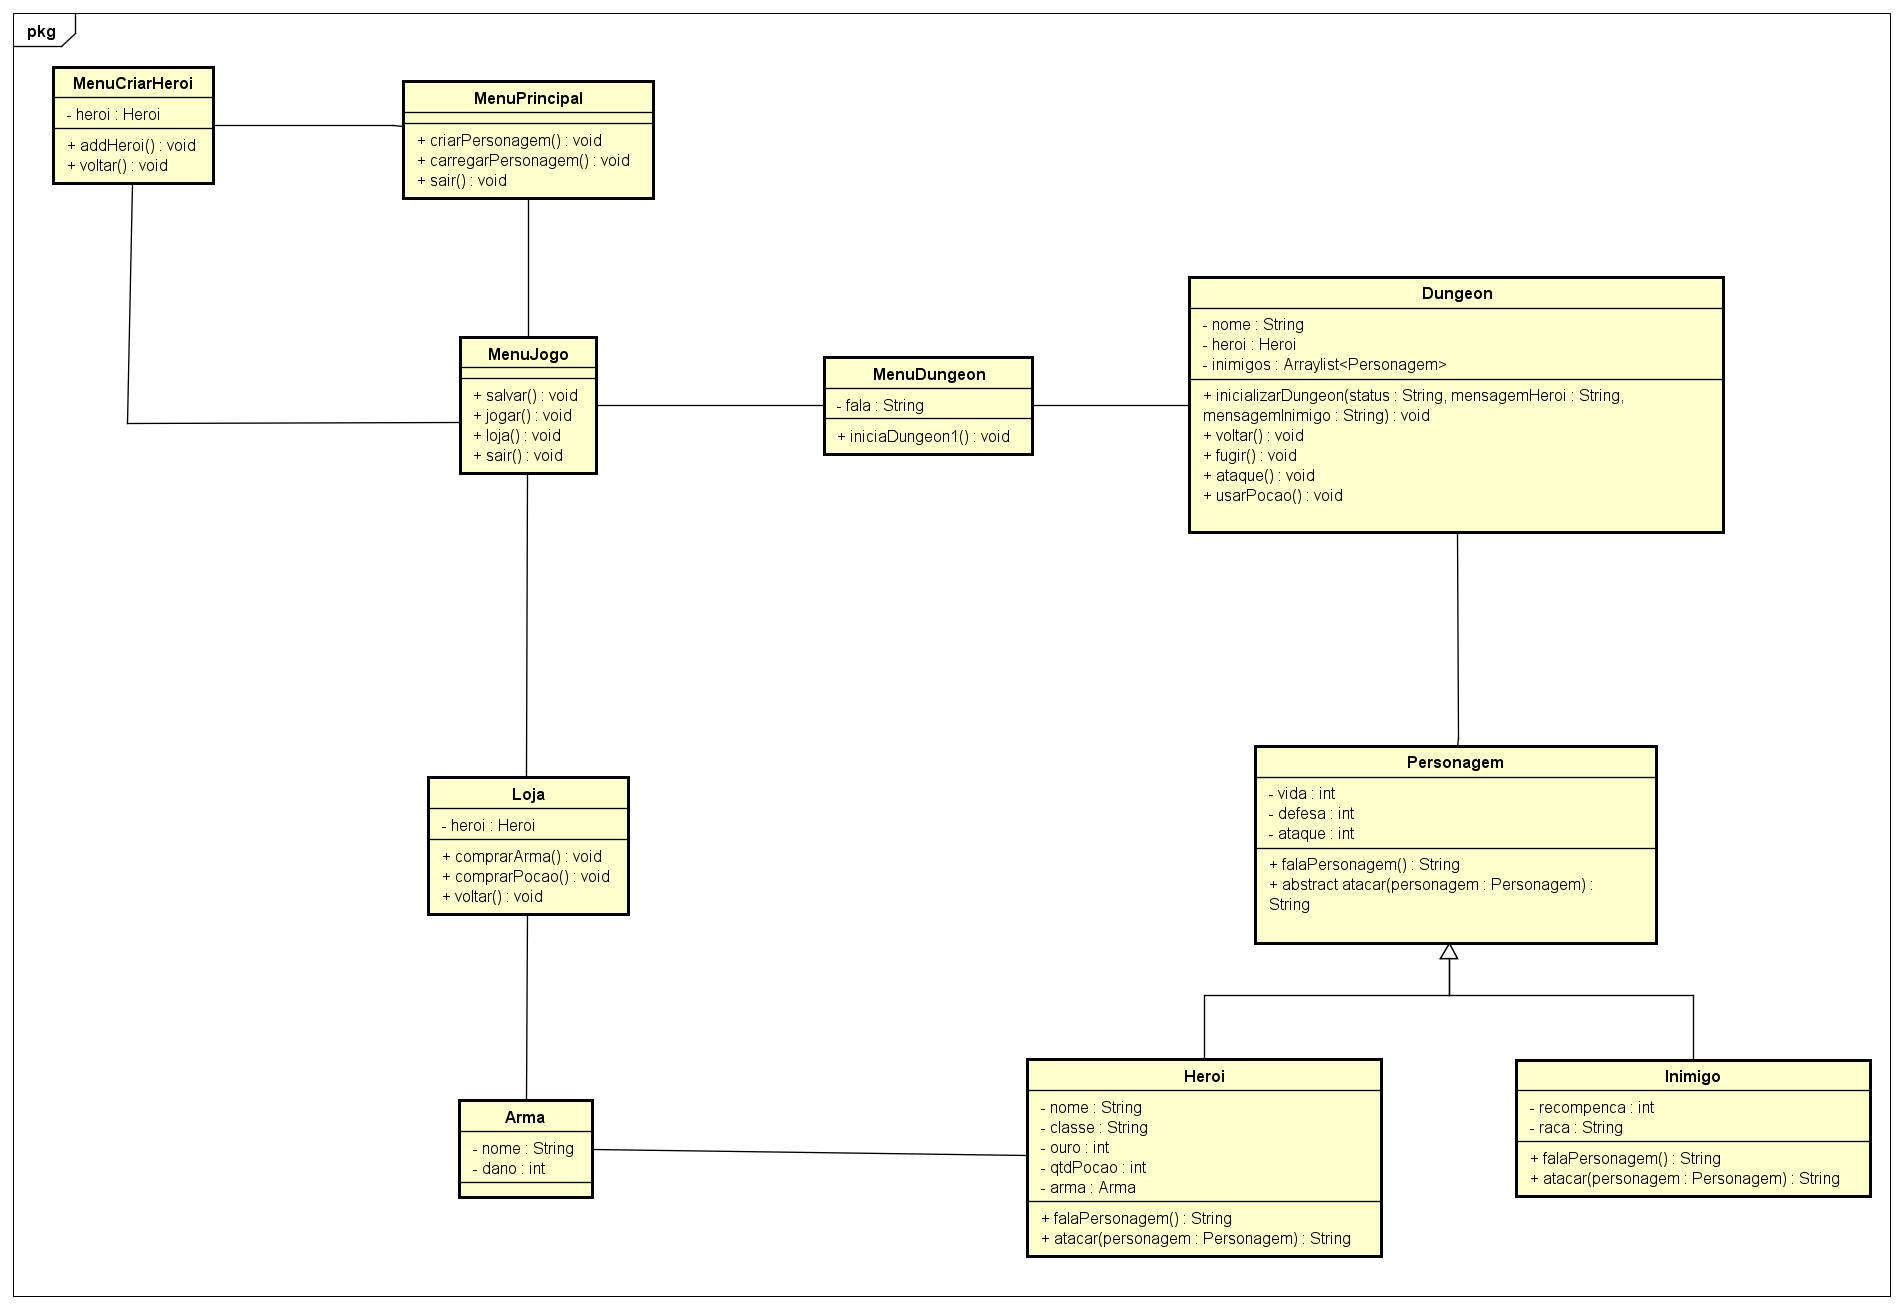 pkg
MenuCriarHeroi
- heroi : Heroi
+ addHeroi() : void
+ voltar() : void
MenuPrincipal
+ criarPersonagem() : void
+ carregarPersonagem() : void
+ sair() : void
MenuJogo
+ salvar() : void
+ jogar() : void
+ loja() : void
+ sair() : void
MenuDungeon
- fala : String
+ iniciaDungeon1() : void
Dungeon
- nome : String
- heroi : Heroi
- inimigos : Arraylist<Personagem>
+ inicializarDungeon(status : String, mensagemHeroi : String,
mensagemInimigo : String) : void
+ voltar() : void
+ fugir() : void
+ ataque() : void
+ usarPocao() : void
Loja
- heroi : Heroi
+ comprarArma() : void
+ comprarPocao() : void
+ voltar() : void
Personagem
- vida : int
- defesa : int
- ataque : int
+ falaPersonagem() : String
+ abstract atacar(personagem : Personagem) :
String
Arma
- nome : String
- dano : int
Heroi
- nome : String
- classe : String
- ouro : int
- qtdPocao : int
- arma : Arma
+ falaPersonagem() : String
+ atacar(personagem : Personagem) : String
Inimigo
- recompenca : int
- raca : String
+ falaPersonagem() : String
+ atacar(personagem : Personagem) : String